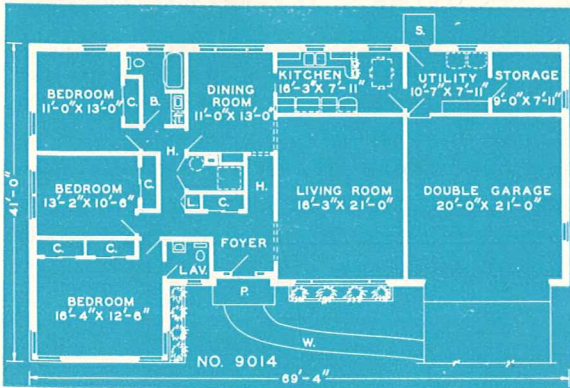 S.
KITCHEN
16'-3" X 7'-11"
UTILITY
10'-7" X 7'-11"
STORAGE
9'-0" X 7'-11"
BEDROOM
11'-0" X 13'-0"
C.
B.
DINING
ROOM
11'-0" X 13'-0"
H.
BEDROOM
13'-2" X 10'-6"
C.
L.
C.
H.
LIVING ROOM
16'-3" X 21'-0"
DOUBLE GARAGE
20'-0" X 21'-0"
41'-0"
C.
C.
LAV.
FOYER
BEDROOM
16'-4" X 12'-6"
P.
W.
NO. 9014
69'-4"